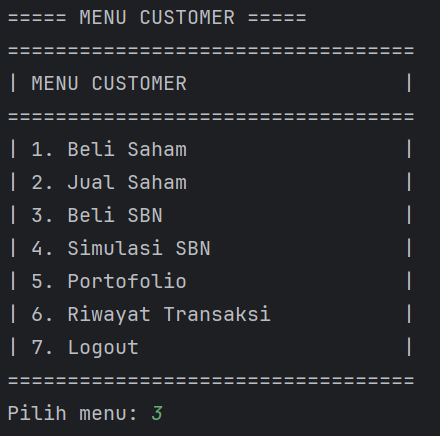 ===== MENU CUSTOMER =====
==================================
| MENU CUSTOMER                  |
==================================
| 1. Beli Saham                  |
| 2. Jual Saham                  |
| 3. Beli SBN                    |
| 4. Simulasi SBN                |
| 5. Portofolio                  |
| 6. Riwayat Transaksi           |
| 7. Logout                      |
==================================
Pilih menu: 3